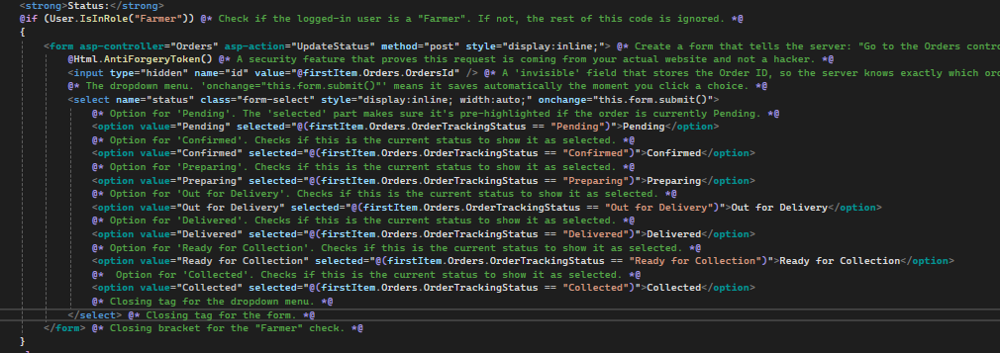 <strong>Status:</strong>
@if (User.IsInRole("Farmer")) @* Check if the logged-in user is a "Farmer". If not, the rest of this code is ignored. *@
{
<form asp-controller="Orders" asp-action="UpdateStatus" method="post" style="display:inline;"> @* Create a form that tells the server: "Go to the Orders contro
@Html.AntiForgeryToken() @* A security feature that proves this request is coming from your actual website and not a hacker. *@
<input type="hidden" name="id" value="@firstItem.Orders.OrdersId" /> @* A 'invisible' field that stores the Order ID, so the server knows exactly which ord
@* The dropdown menu. 'onchange="this.form.submit()"' means it saves automatically the moment you click a choice. *@
<select name="status" class="form-select" style="display:inline; width:auto;" onchange="this.form.submit()">
@* Option for 'Pending'. The 'selected' part makes sure it's pre-highlighted if the order is currently Pending. *@
<option value="Pending" selected="@(firstItem.Orders.OrderTrackingStatus == "Pending")">Pending</option>
@* Option for 'Confirmed'. Checks if this is the current status to show it as selected. *@
<option value="Confirmed" selected="@(firstItem.Orders.OrderTrackingStatus == "Confirmed")">Confirmed</option>
@* Option for 'Preparing'. Checks if this is the current status to show it as selected. *@
<option value="Preparing" selected="@(firstItem.Orders.OrderTrackingStatus == "Preparing")">Preparing</option>
@* Option for 'Out for Delivery'. Checks if this is the current status to show it as selected. *@
<option value="Out for Delivery" selected="@(firstItem.Orders.OrderTrackingStatus == "Out for Delivery")">Out for Delivery</option>
@* Option for 'Delivered'. Checks if this is the current status to show it as selected. *@
<option value="Delivered" selected="@(firstItem.Orders.OrderTrackingStatus == "Delivered")">Delivered</option>
@* Option for 'Ready for Collection'. Checks if this is the current status to show it as selected. *@
<option value="Ready for Collection" selected="@(firstItem.Orders.OrderTrackingStatus == "Ready for Collection")">Ready for Collection</option>
@*  Option for 'Collected'. Checks if this is the current status to show it as selected. *@
<option value="Collected" selected="@(firstItem.Orders.OrderTrackingStatus == "Collected")">Collected</option>
@* Closing tag for the dropdown menu. *@
</select> @* Closing tag for the form. *@
</form> @* Closing bracket for the "Farmer" check. *@
}